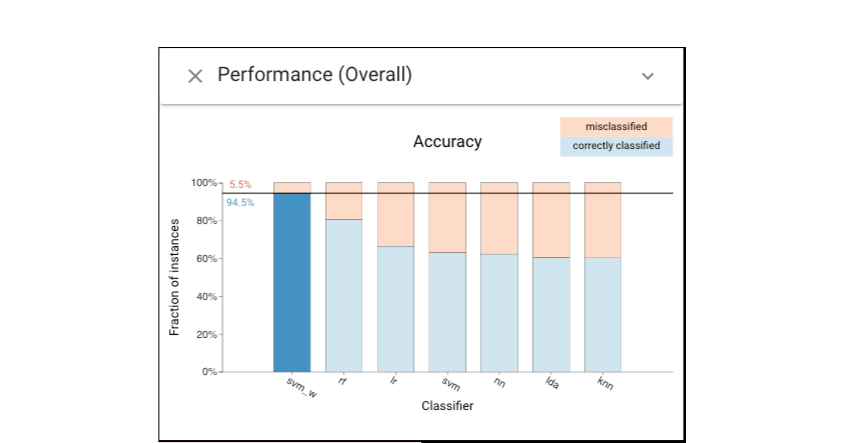 Performance (Overall)
Accuracy
misclassified
correctly classified
100%
5.5%
94.5%
80%
60%
40%
20%
0%
Fraction of instances
svm_w
rf
lr
svm
nn
lda
knn
Classifier